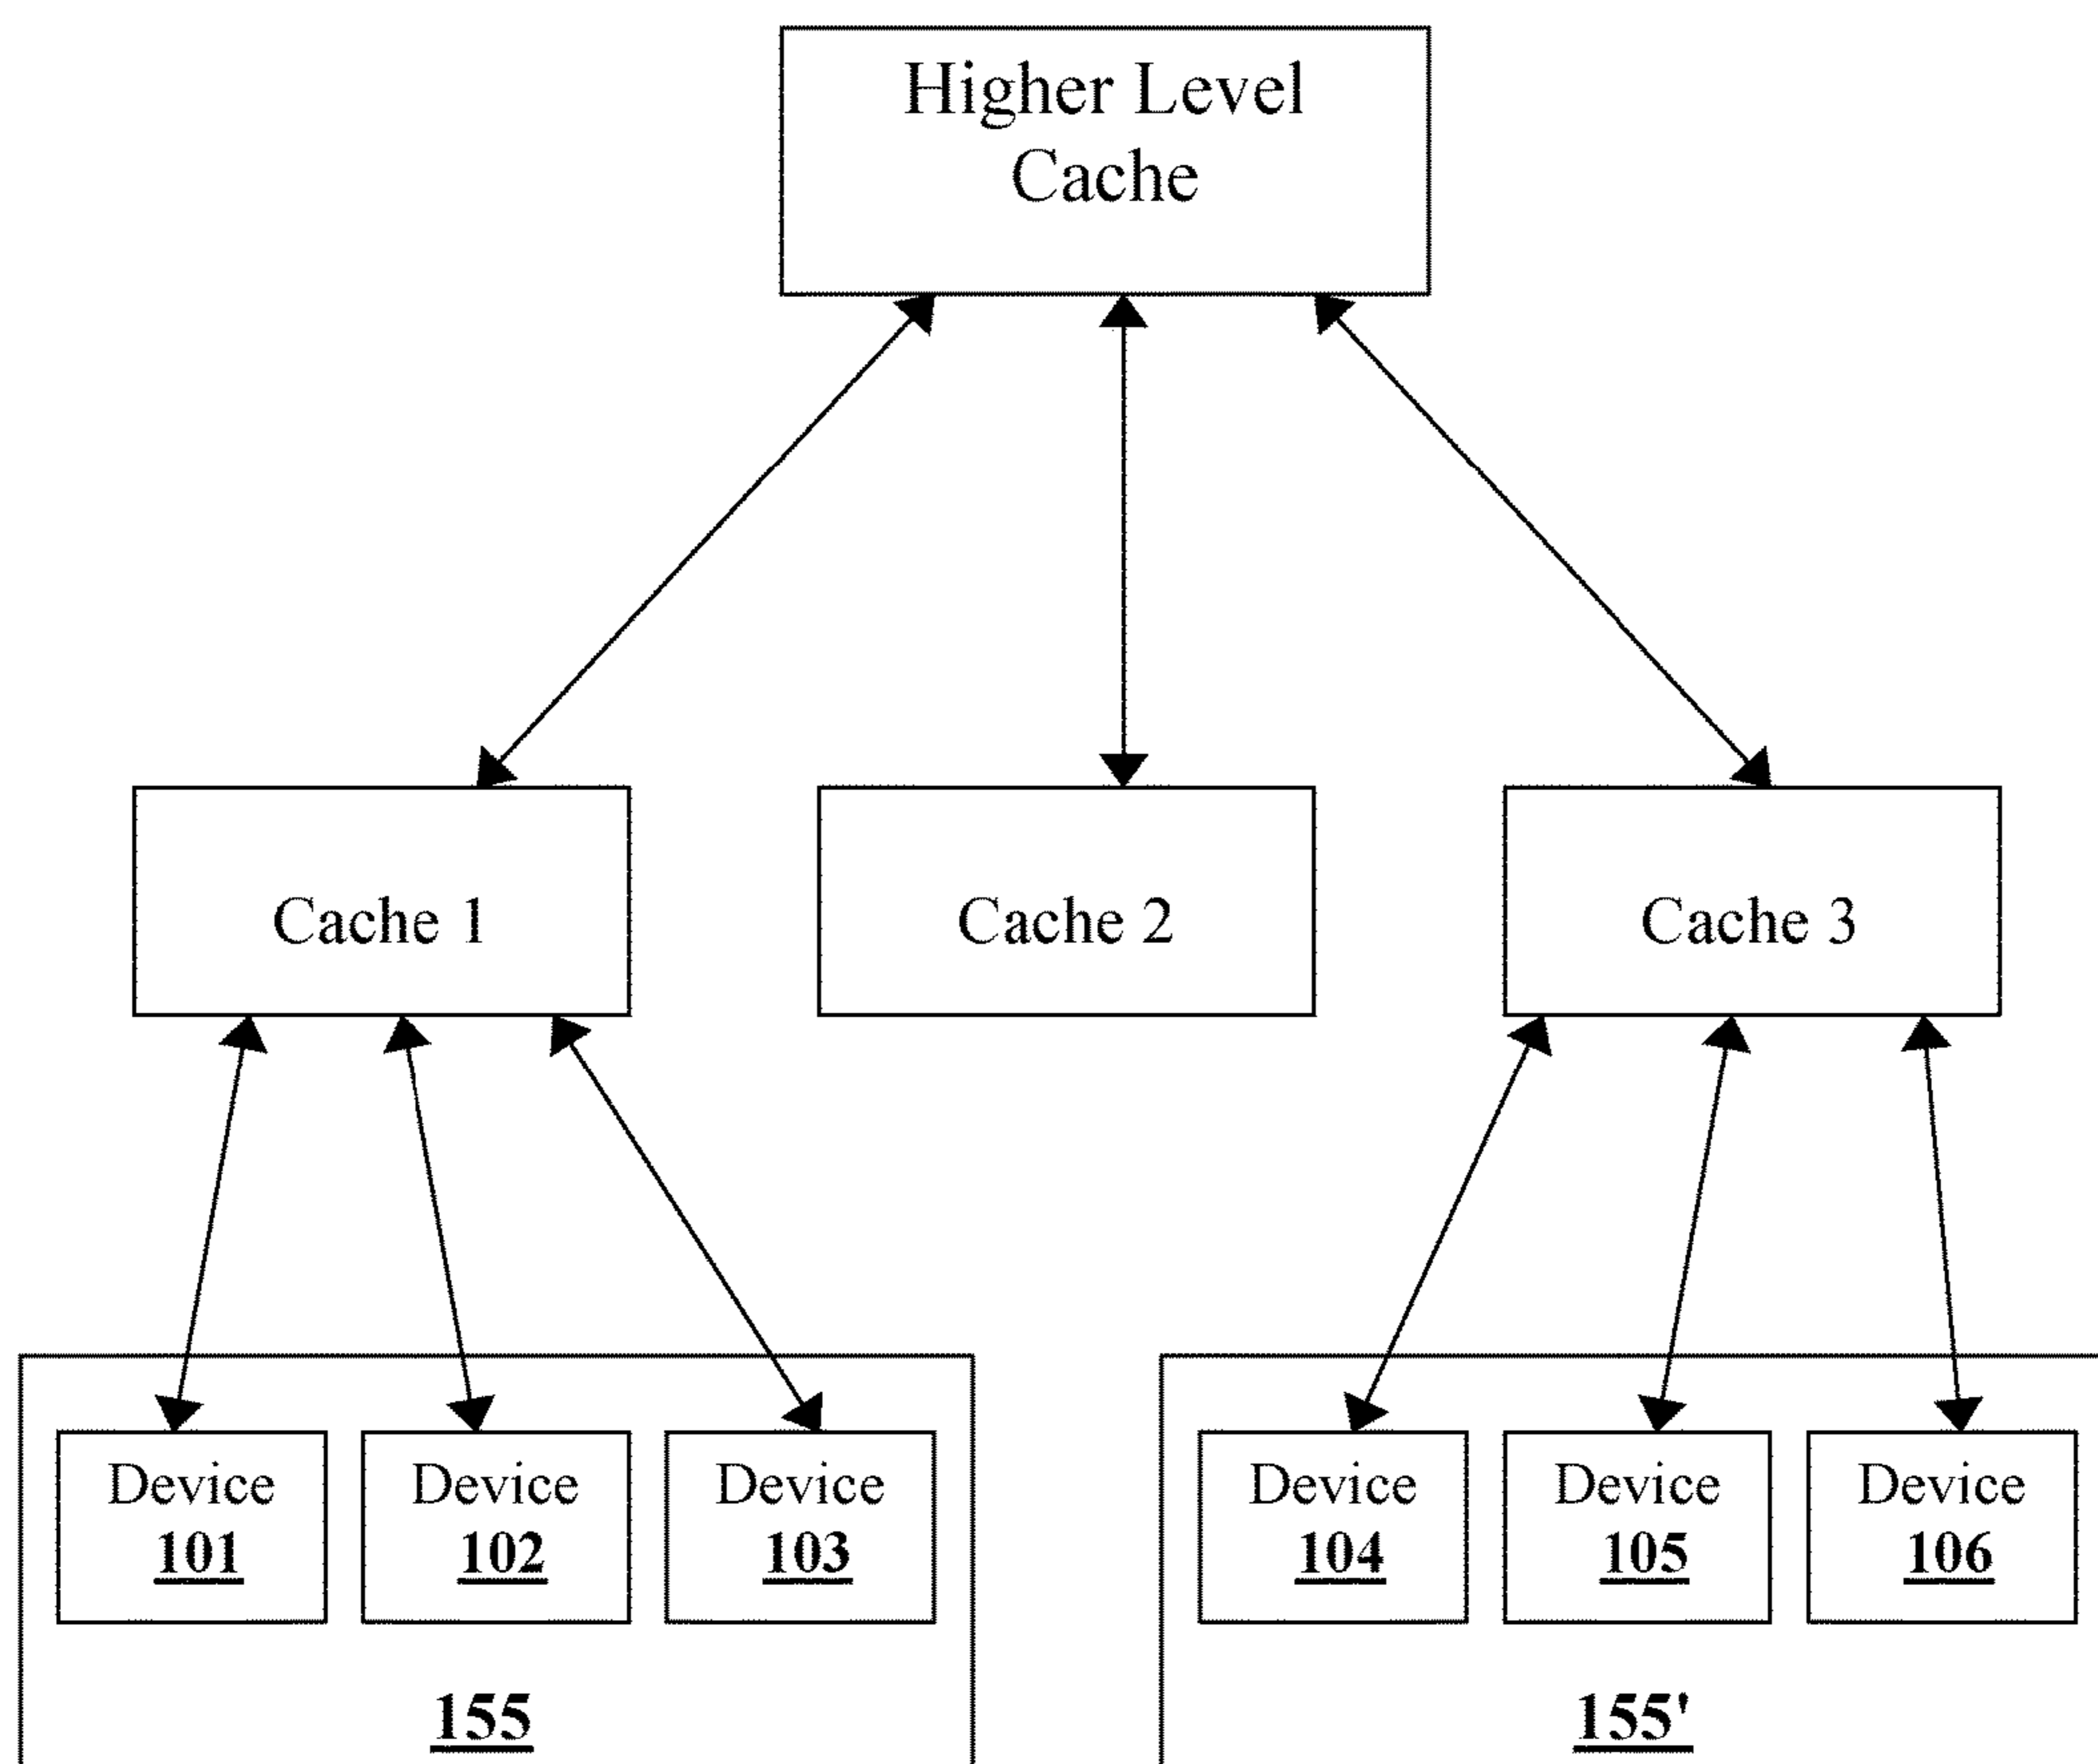 Higher Level
Cache
Cache 1
Cache 2
Cache 3
Device
101
Device
102
Device
103
Device
104
Device
105
Device
106
155
155'